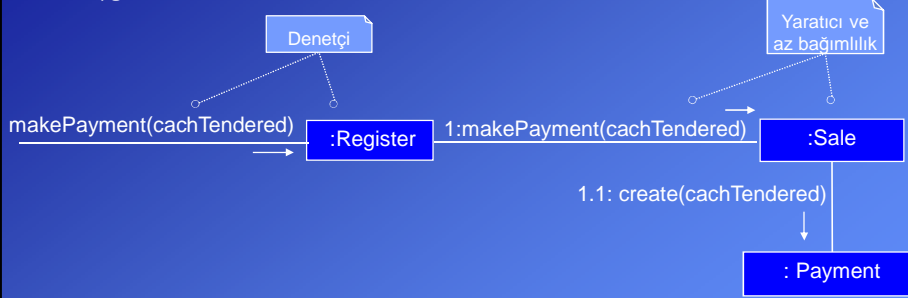 Denetçi
Yaratıcı ve
az bağımlılık
makePayment(cachTendered)
:Register
1:makePayment(cachTendered)
:Sale
1.1: create(cachTendered)
: Payment